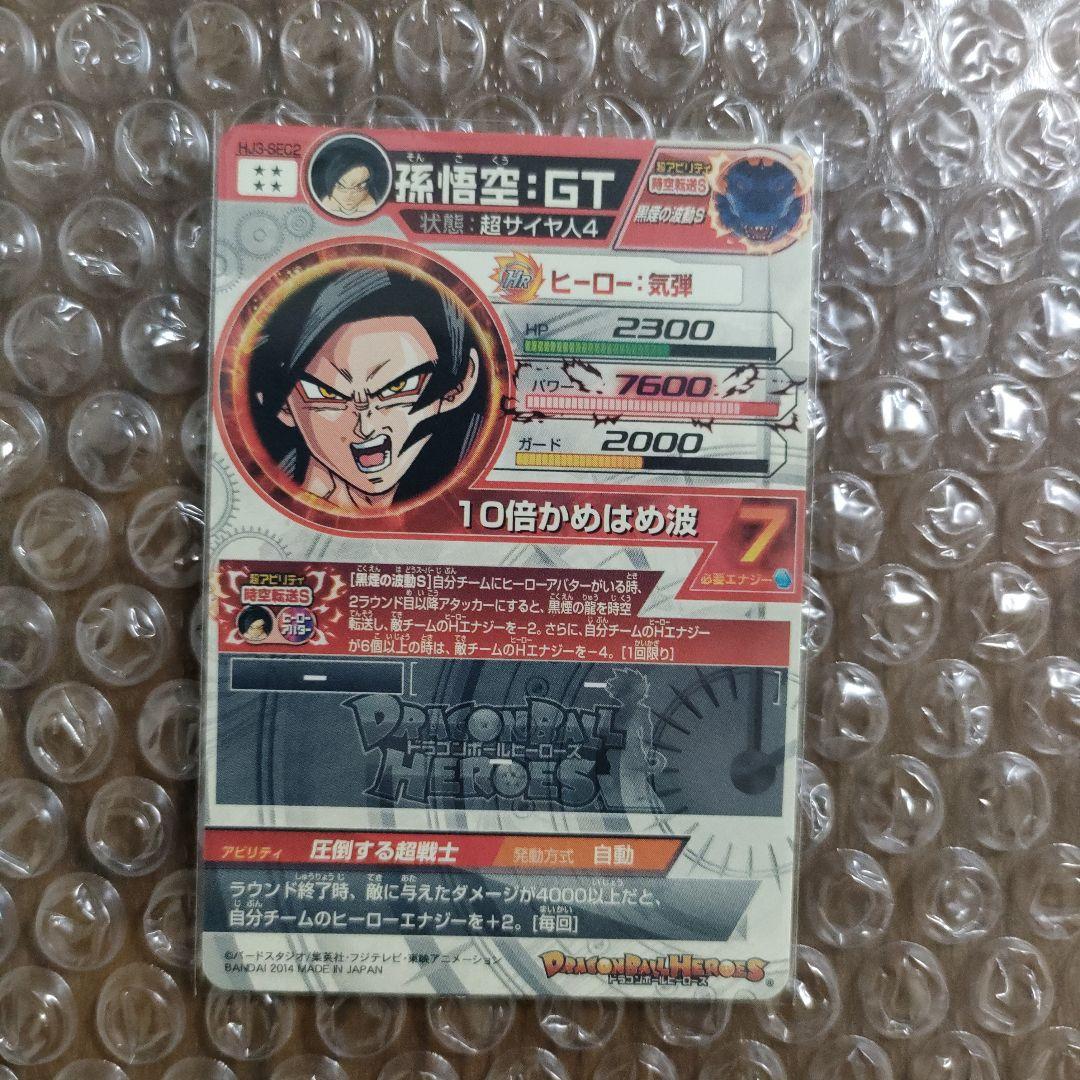 HJ3-SEC2
★★
★★
そんごくう
孫悟空:GT
状態:超サイヤ人4
超アビリティ
時空転送S
黒煙の波動S
HR
ヒーロー:気弾
HP 2300
パワー 7600
ガード 2000
10倍かめはめ波
7
必要エナジー
超アビリティ
時空転送S
ヒーロー
アバター
[黒煙の波動S]自分チームにヒーローアバターがいる時、
2ラウンド目以降アタッカーにすると、黒煙の龍を時空
転送し、敵チームのHエナジーを-2。さらに、自分チームのHエナジー
が6個以上の時は、敵チームのHエナジーを-4。[1回限り]
ー [ ー ]
DRAGONBALL
ドラゴンボールヒーローズ
HEROES
ー
アビリティ 圧倒する超戦士 発動方式 自動
ラウンド終了時、敵に与えたダメージが4000以上だと、
自分チームのヒーローエナジーを+2。[毎回]
©バードスタジオ/集英社・フジテレビ・東映アニメーション
BANDAI 2014 MADE IN JAPAN
DRAGONBALLHEROES
ドラゴンボールヒーローズ